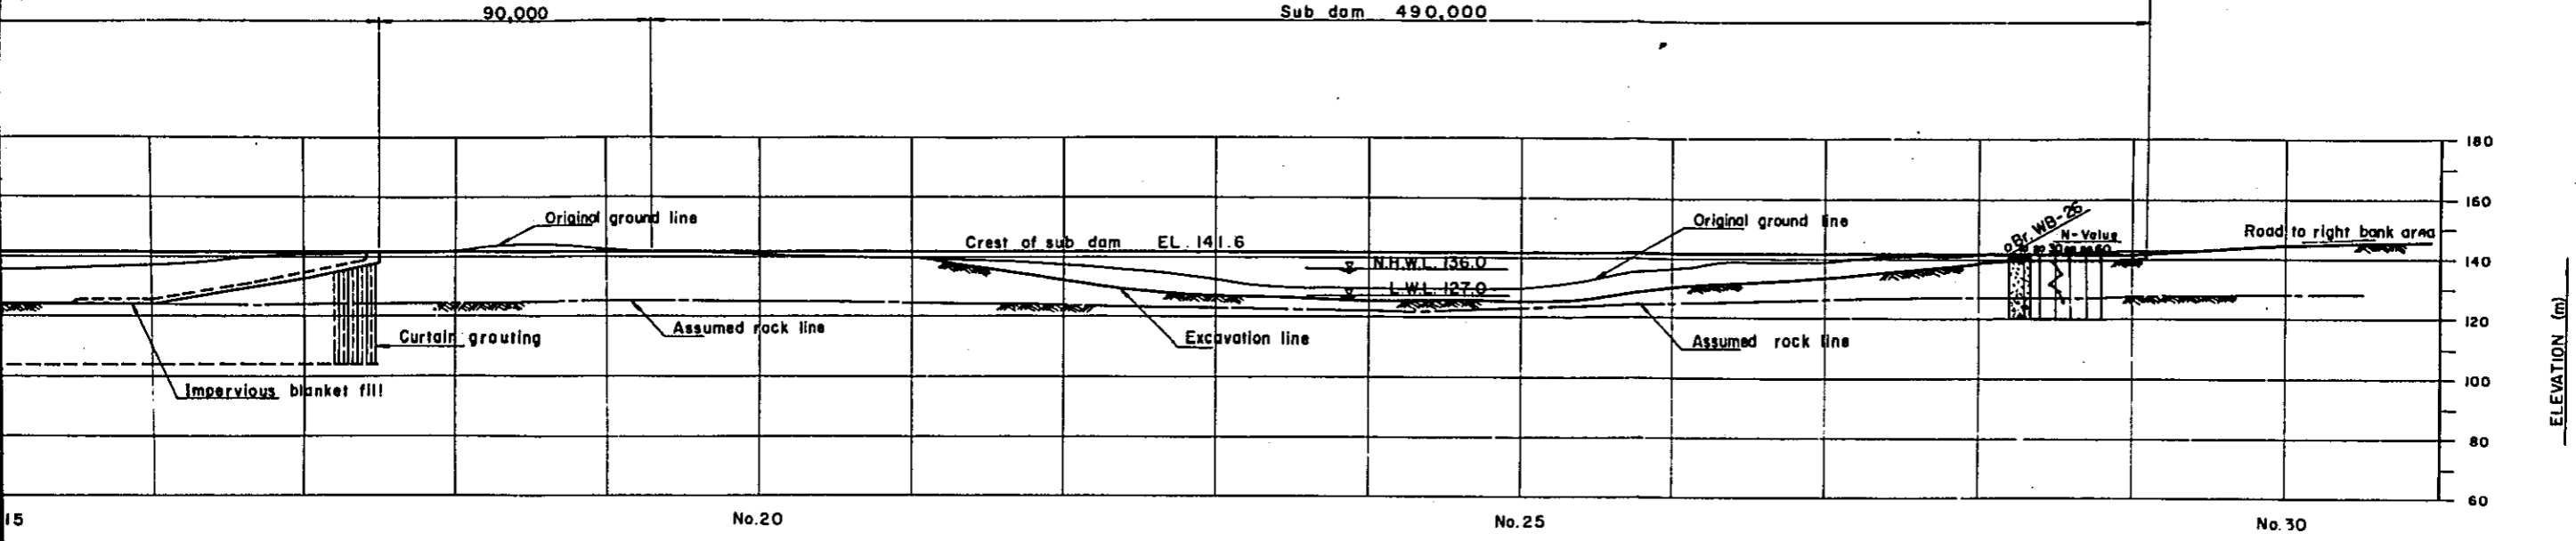 90,000
Sub dam 490,000
180
160
Original ground line
Original ground line
Br. WB-26
N-Value
Road to right bank area
Crest of sub dam EL. 141.6
N.H.W.L. 136.0
140
L.W.L. 127.0
Assumed rock line
Curtain grouting
Excavation line
Assumed rock line
120
Impervious blanket fill
100
80
60
ELEVATION (m)
15
No.20
No.25
No.30